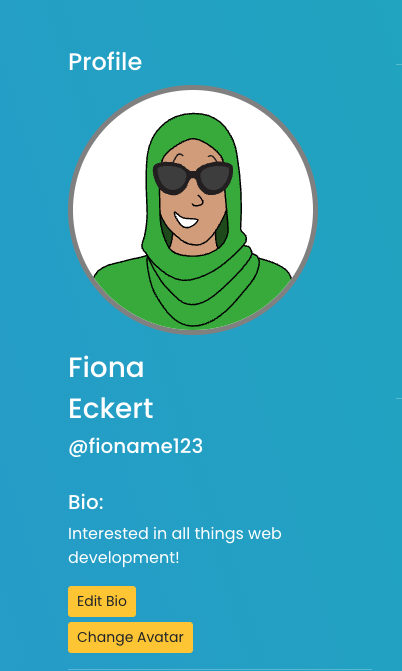 Profile
Fiona
Eckert
@fioname123
Bio:
Interested in all things web
development!
Edit Bio
Change Avatar